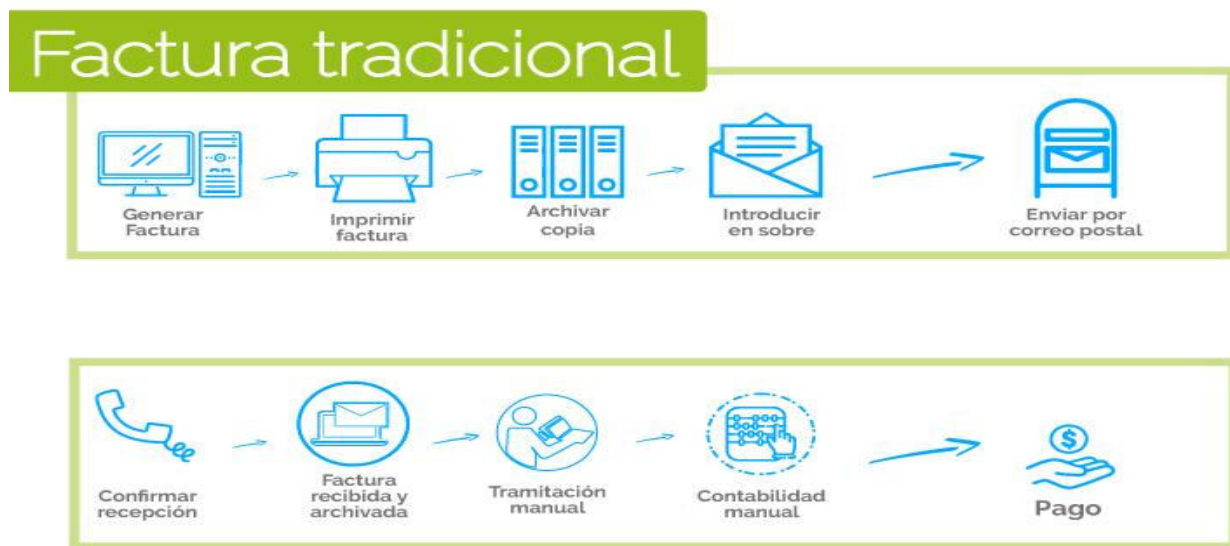 Factura tradicional
Generar
Factura
Imprimir
factura
Archivar
copia
Introducir
en sobre
Enviar por
correo postal
Confirmar
recepción
Factura
recibida y
archivada
Tramitación
manual
Contabilidad
manual
$
Pago